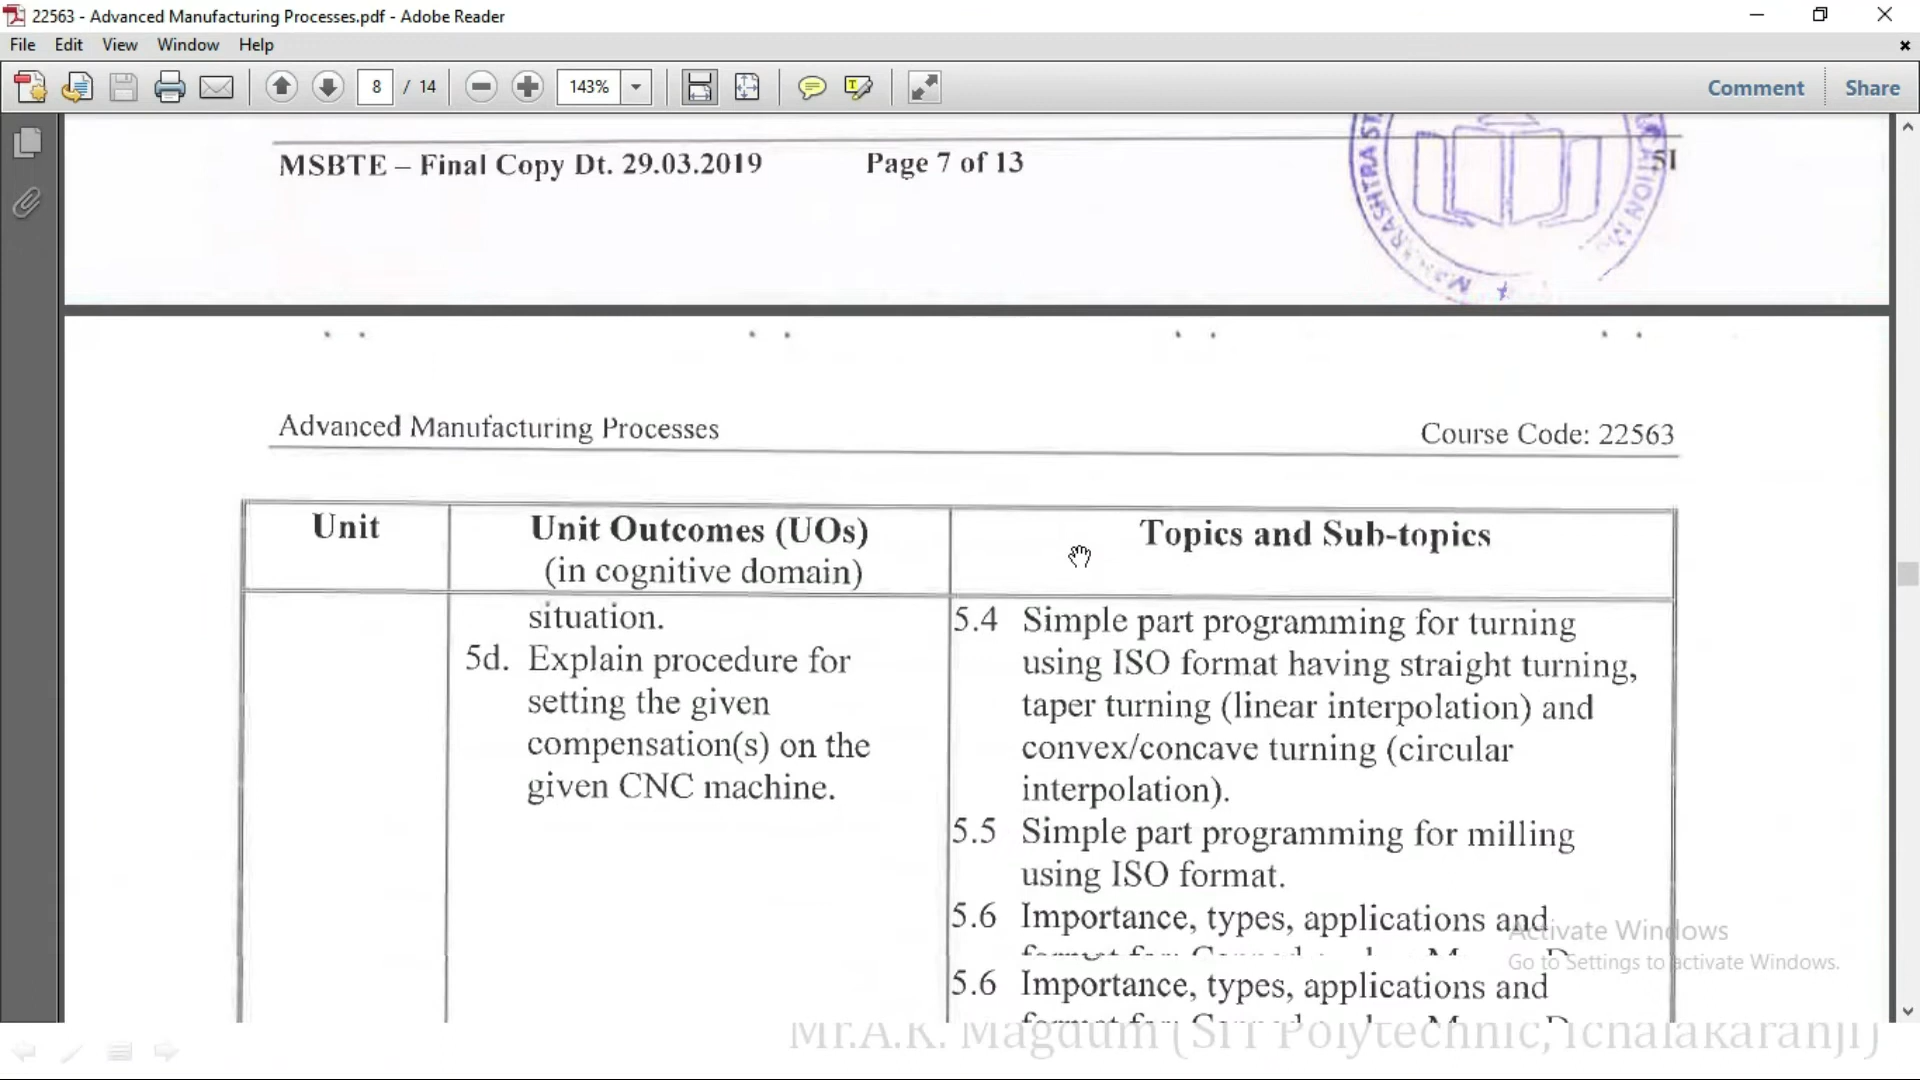 22563 - Advanced Manufacturing Processes.pdf - Adobe Reader
File Edit View Window Help
8 / 14 143% Comment Share
MSBTE – Final Copy Dt. 29.03.2019 Page 7 of 13
Advanced Manufacturing Processes Course Code: 22563
Unit
Unit Outcomes (UOs)
(in cognitive domain)
Topics and Sub-topics
situation.
5d. Explain procedure for
setting the given
compensation(s) on the
given CNC machine.
5.4 Simple part programming for turning
using ISO format having straight turning,
taper turning (linear interpolation) and
convex/concave turning (circular
interpolation).
5.5 Simple part programming for milling
using ISO format.
5.6 Importance, types, applications and
5.6 Importance, types, applications and
Activate Windows
Go to Settings to activate Windows.
Mr.A.K. Magdum (SIT Polytechnic, Ichalakaranji)